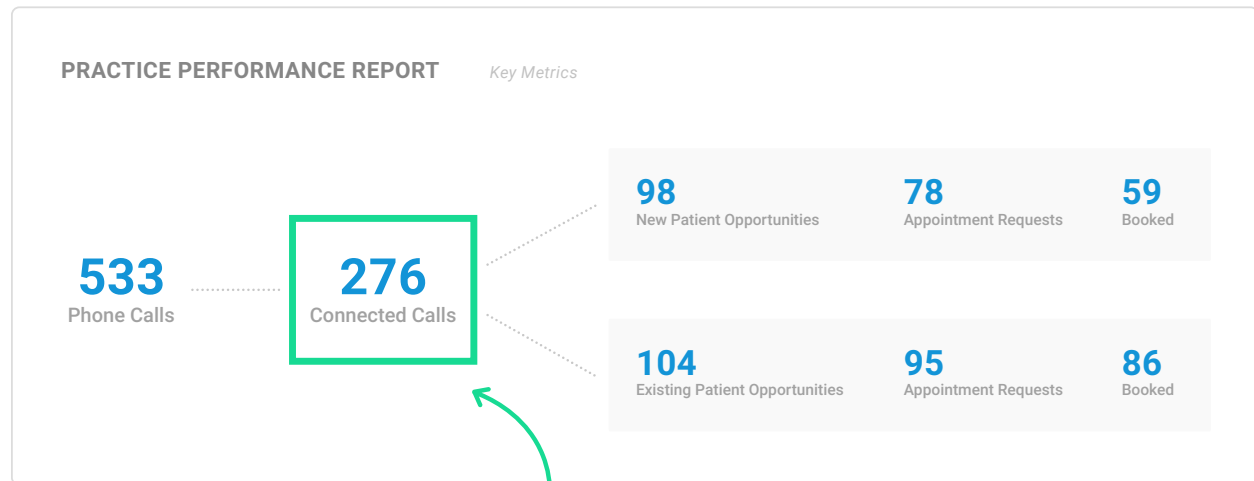 PRACTICE PERFORMANCE REPORT Key Metrics
533
Phone Calls
276
Connected Calls
98
New Patient Opportunities
78
Appointment Requests
59
Booked
104
Existing Patient Opportunities
95
Appointment Requests
86
Booked